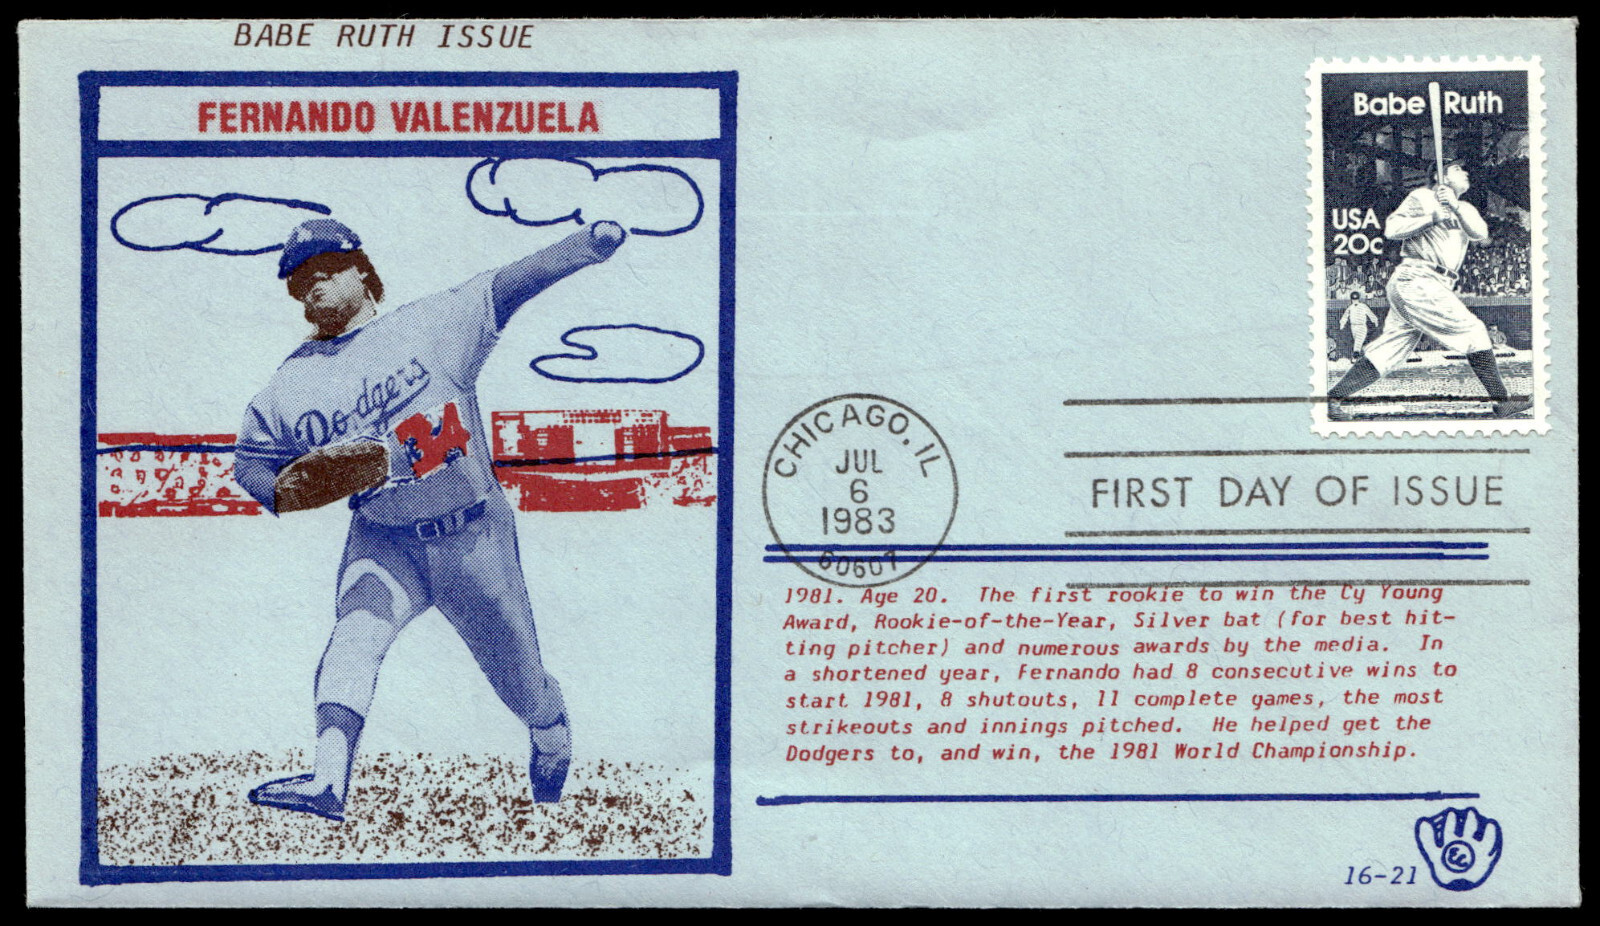 BABE RUTH ISSUE
FERNANDO VALENZUELA
Dodgers
34
Babe Ruth
USA
20c
CHICAGO, IL
JUL
6
1983
60607
FIRST DAY OF ISSUE
1981. Age 20. The first rookie to win the Cy Young
Award, Rookie-of-the-Year, Silver bat (for best hit-
ting pitcher) and numerous awards by the media. In
a shortened year, Fernando had 8 consecutive wins to
start 1981, 8 shutouts, 11 complete games, the most
strikeouts and innings pitched. He helped get the
Dodgers to, and win, the 1981 World Championship.
16-21
EC